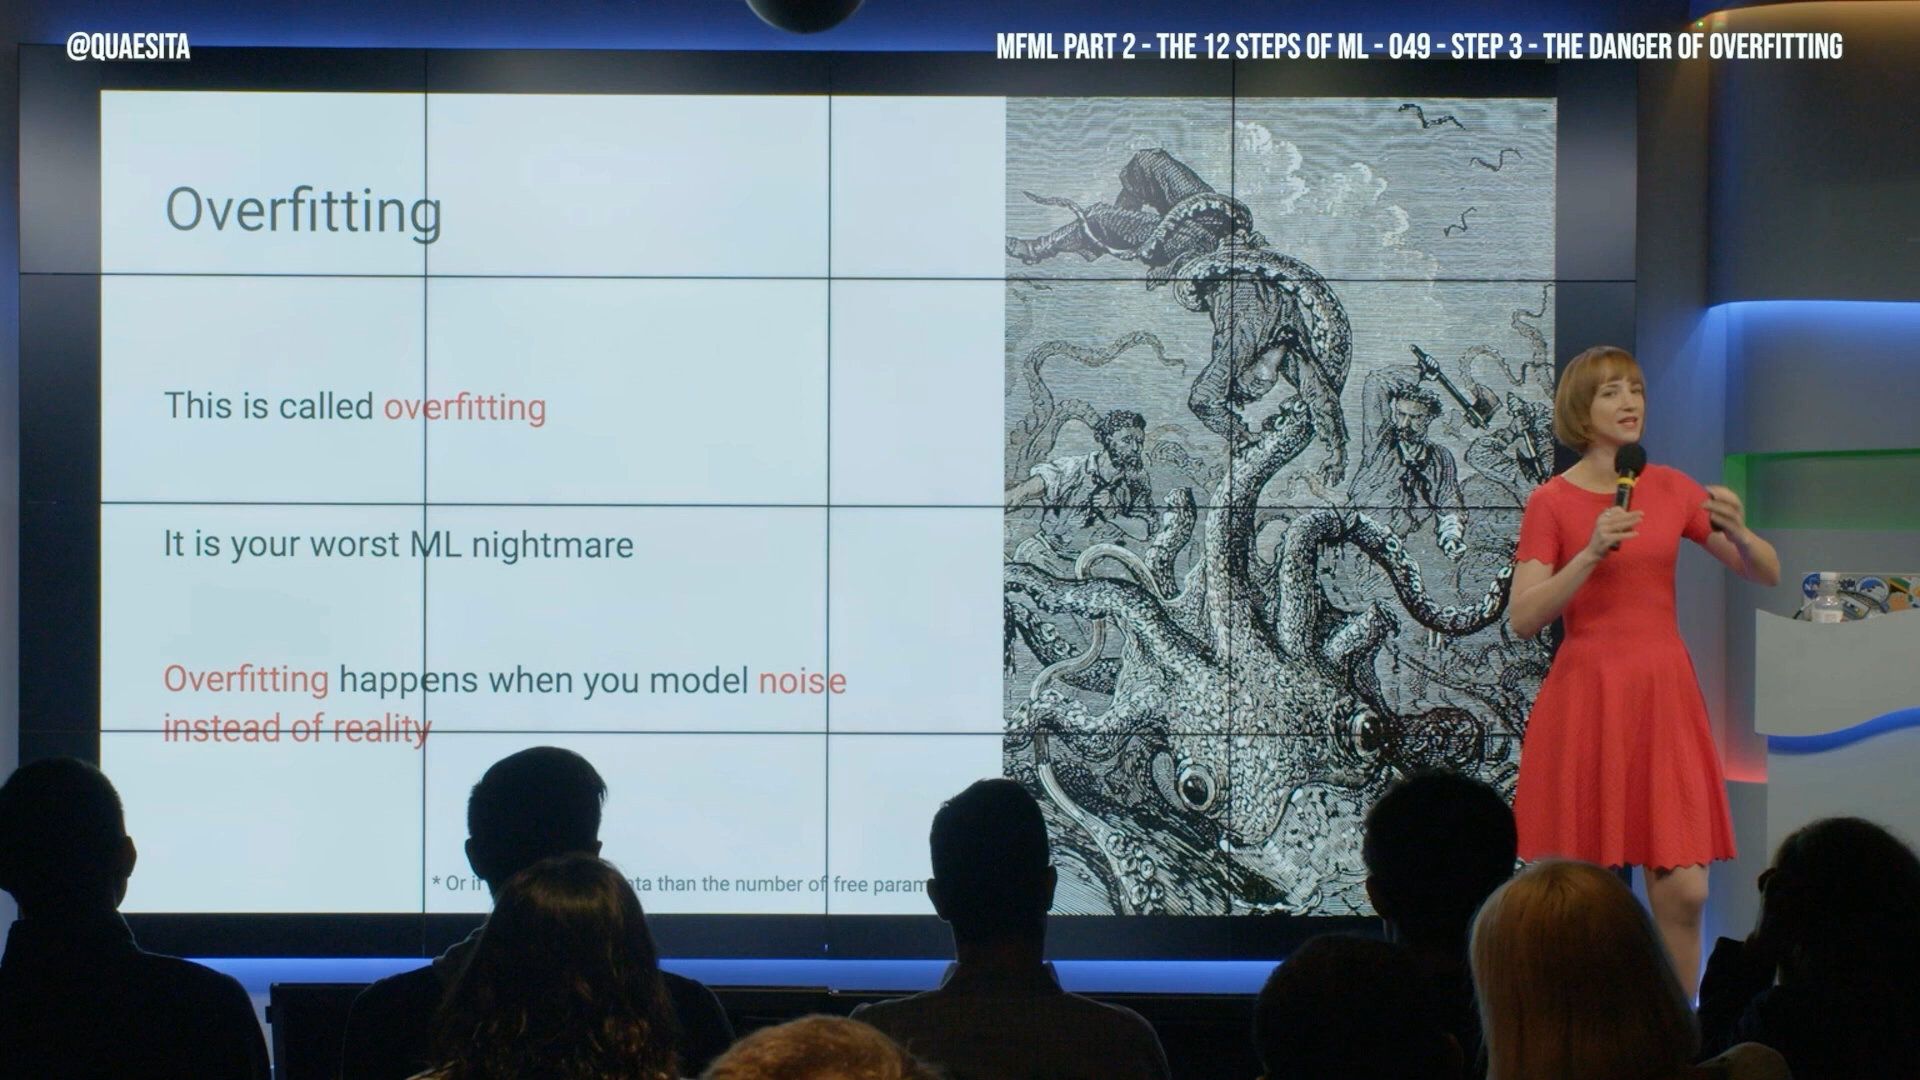 @QUAESITA
MFML PART 2 - THE 12 STEPS OF ML - 049 - STEP 3 - THE DANGER OF OVERFITTING
Overfitting
This is called overfitting
It is your worst ML nightmare
Overfitting happens when you model noise
instead of reality
* Or than the number of free